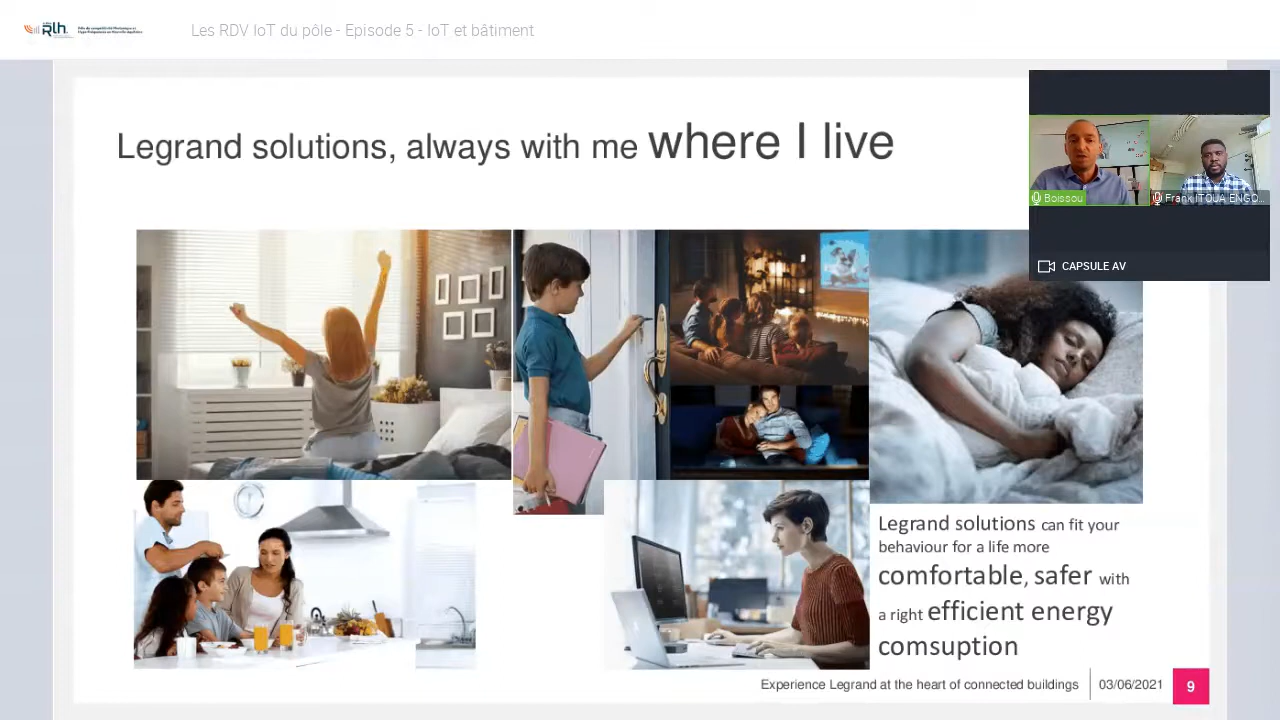 Rlh
Les RDV IoT du pôle - Episode 5 - IoT et bâtiment
Legrand solutions, always with me where I live
Boissou
Frank ITOUA ENGO...
CAPSULE AV
Legrand solutions can fit your
behaviour for a life more
comfortable, safer with
a right efficient energy
comsuption
Experience Legrand at the heart of connected buildings
03/06/2021
9